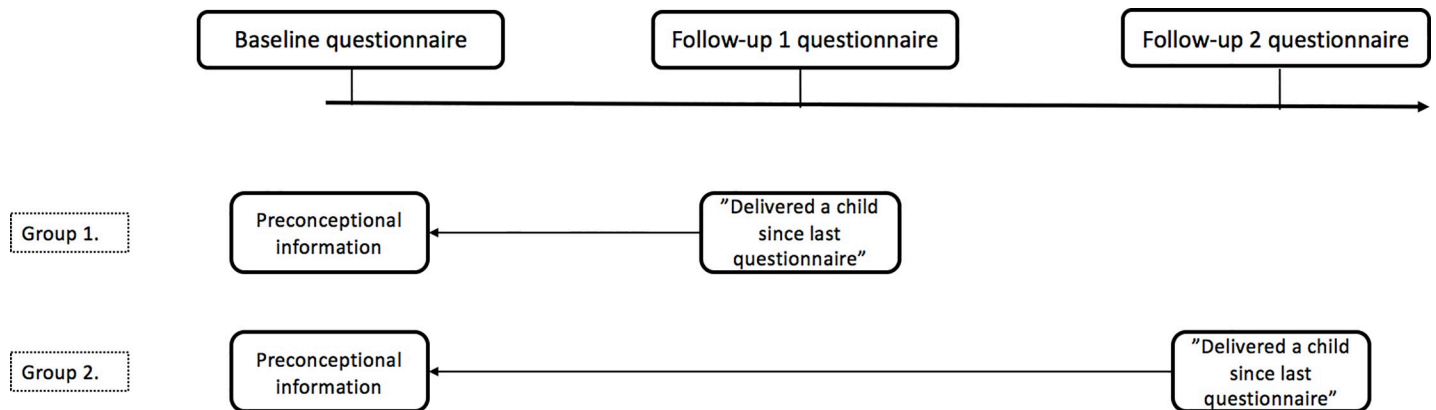 Baseline questionnaire
Follow-up 1 questionnaire
Follow-up 2 questionnaire
Group 1.
Preconceptional
information
”Delivered a child
since last
questionnaire”
Group 2.
Preconceptional
information
”Delivered a child
since last
questionnaire”